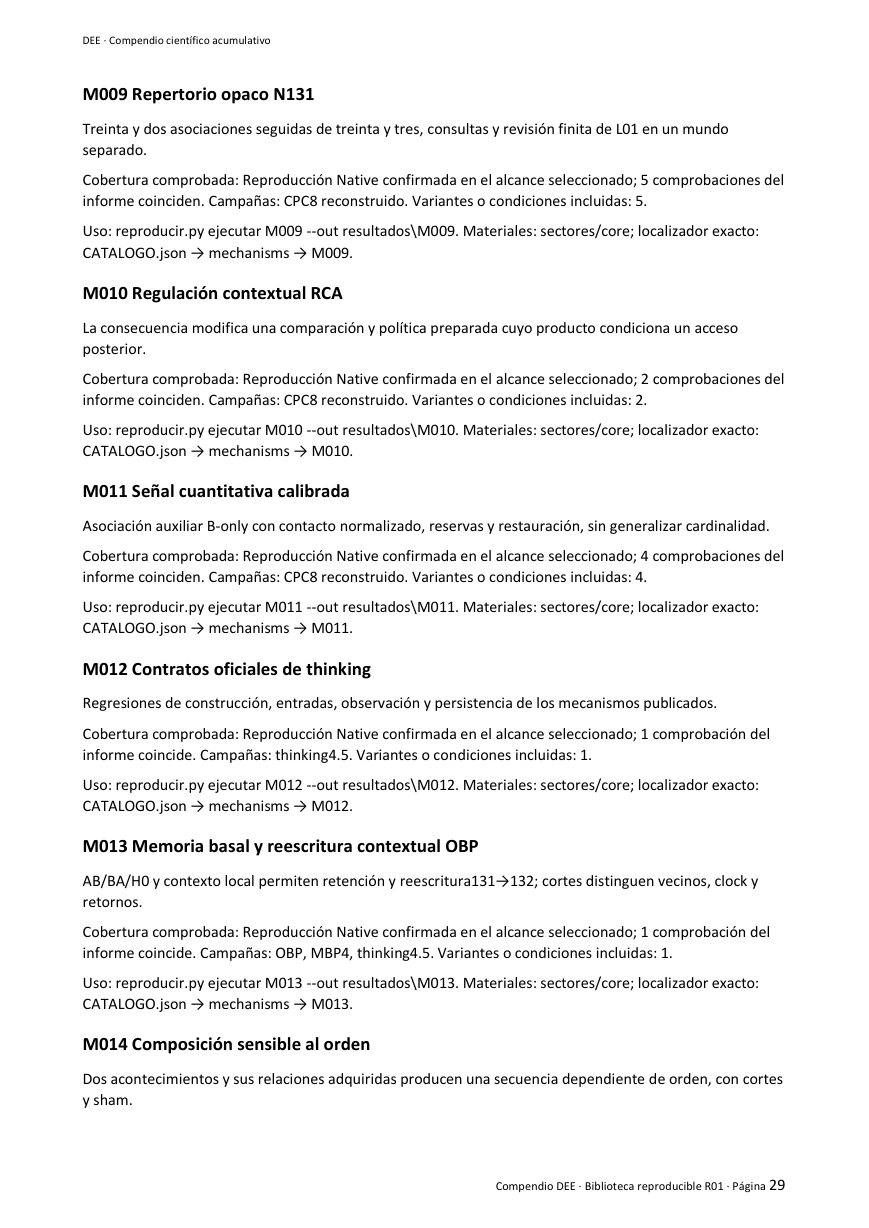 DEE · Compendio científico acumulativo
M009 Repertorio opaco N131
Treinta y dos asociaciones seguidas de treinta y tres, consultas y revisión finita de L01 en un mundo
separado.
Cobertura comprobada: Reproducción Native confirmada en el alcance seleccionado; 5 comprobaciones del
informe coinciden. Campañas: CPC8 reconstruido. Variantes o condiciones incluidas: 5.
Uso: reproducir.py ejecutar M009 --out resultados\M009. Materiales: sectores/core; localizador exacto:
CATALOGO.json → mechanisms → M009.
M010 Regulación contextual RCA
La consecuencia modifica una comparación y política preparada cuyo producto condiciona un acceso
posterior.
Cobertura comprobada: Reproducción Native confirmada en el alcance seleccionado; 2 comprobaciones del
informe coinciden. Campañas: CPC8 reconstruido. Variantes o condiciones incluidas: 2.
Uso: reproducir.py ejecutar M010 --out resultados\M010. Materiales: sectores/core; localizador exacto:
CATALOGO.json → mechanisms → M010.
M011 Señal cuantitativa calibrada
Asociación auxiliar B-only con contacto normalizado, reservas y restauración, sin generalizar cardinalidad.
Cobertura comprobada: Reproducción Native confirmada en el alcance seleccionado; 4 comprobaciones del
informe coinciden. Campañas: CPC8 reconstruido. Variantes o condiciones incluidas: 4.
Uso: reproducir.py ejecutar M011 --out resultados\M011. Materiales: sectores/core; localizador exacto:
CATALOGO.json → mechanisms → M011.
M012 Contratos oficiales de thinking
Regresiones de construcción, entradas, observación y persistencia de los mecanismos publicados.
Cobertura comprobada: Reproducción Native confirmada en el alcance seleccionado; 1 comprobación del
informe coincide. Campañas: thinking4.5. Variantes o condiciones incluidas: 1.
Uso: reproducir.py ejecutar M012 --out resultados\M012. Materiales: sectores/core; localizador exacto:
CATALOGO.json → mechanisms → M012.
M013 Memoria basal y reescritura contextual OBP
AB/BA/H0 y contexto local permiten retención y reescritura131→132; cortes distinguen vecinos, clock y
retornos.
Cobertura comprobada: Reproducción Native confirmada en el alcance seleccionado; 1 comprobación del
informe coincide. Campañas: OBP, MBP4, thinking4.5. Variantes o condiciones incluidas: 1.
Uso: reproducir.py ejecutar M013 --out resultados\M013. Materiales: sectores/core; localizador exacto:
CATALOGO.json → mechanisms → M013.
M014 Composición sensible al orden
Dos acontecimientos y sus relaciones adquiridas producen una secuencia dependiente de orden, con cortes
y sham.
Compendio DEE · Biblioteca reproducible R01 · Página 29